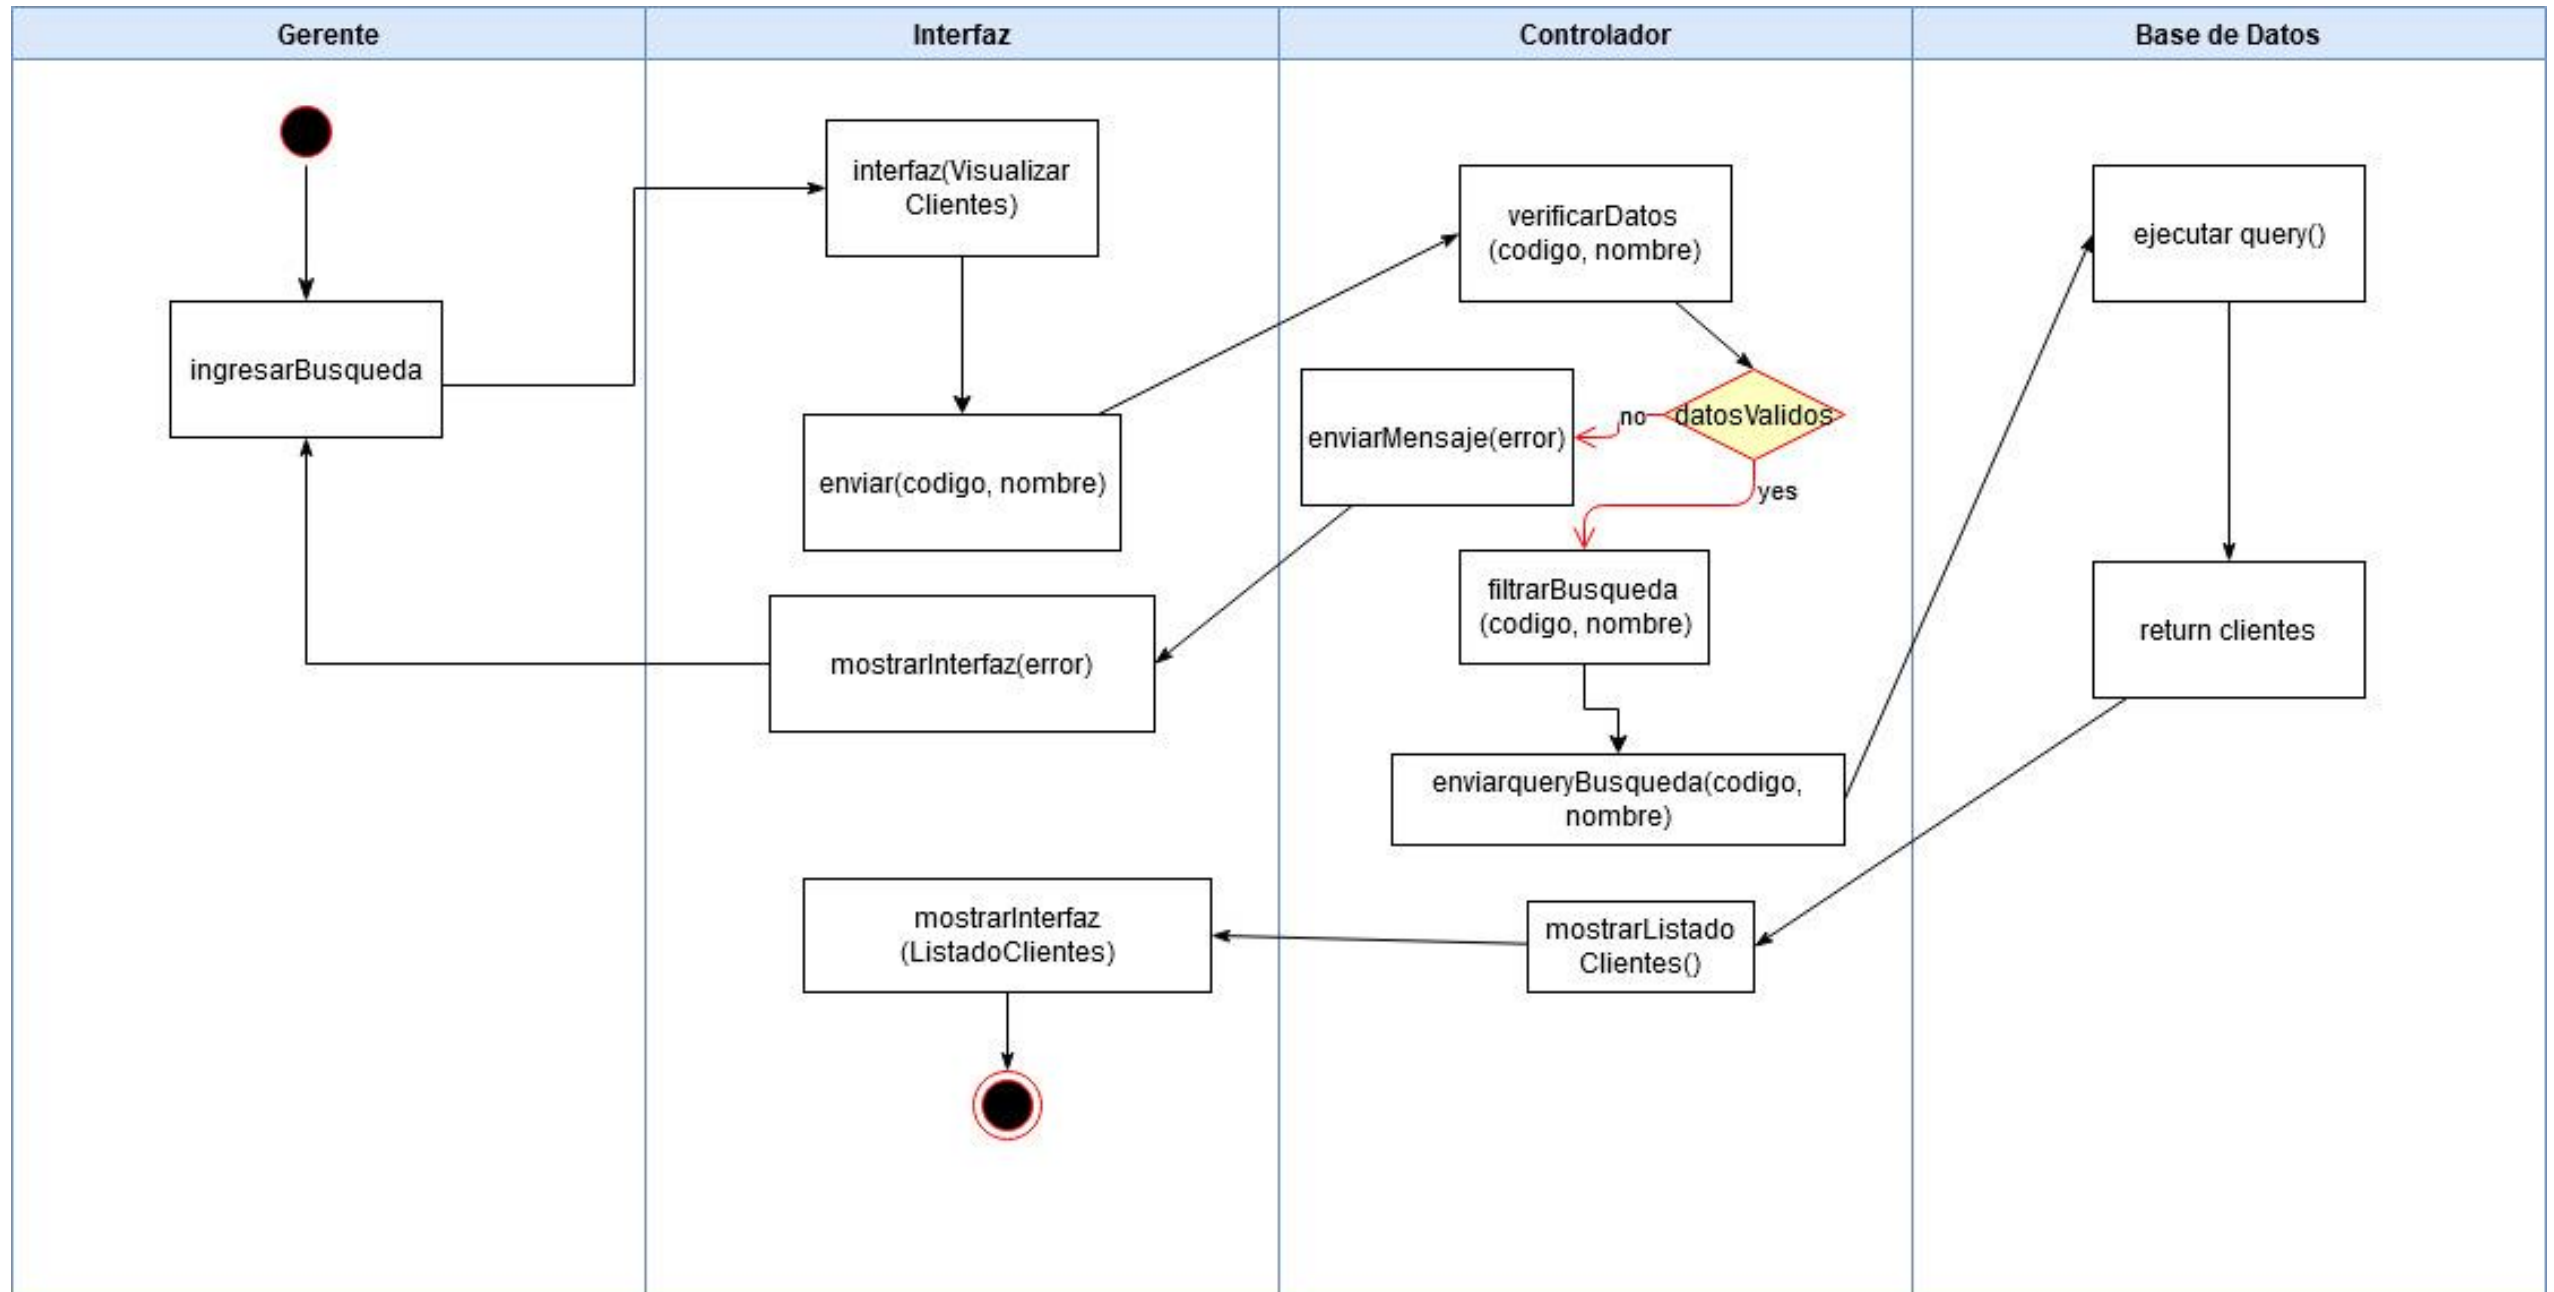 Gerente
Interfaz
Controlador
Base de Datos
interfaz(Visualizar
Clientes)
verificarDatos
(codigo, nombre)
ejecutar query()
ingresarBusqueda
enviar(codigo, nombre)
enviarMensaje(error)
no
datosValidos
yes
filtrarBusqueda
(codigo, nombre)
return clientes
mostrarInterfaz(error)
enviarqueryBusqueda(codigo,
nombre)
mostrarInterfaz
(ListadoClientes)
mostrarListado
Clientes()